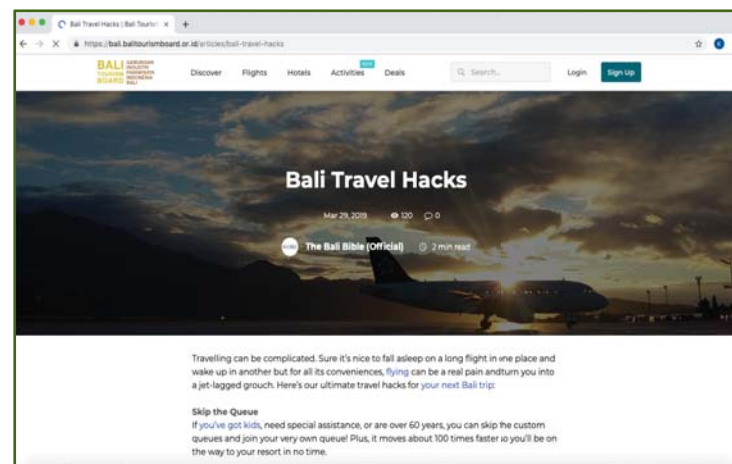 Bali Travel Hacks | Bali Touris
https://bali.balitourismboard.or.id/articles/bali-travel-hacks
BALI
TOURISM
BOARD
GABUNGAN
INDUSTRI
PARIWISATA
INDONESIA
BALI
Discover Flights Hotels Activities Deals Search... Login Sign Up
NEW
Bali Travel Hacks
Mar 29, 2019 120 0
The Bali Bible (Official) 2 min read
Travelling can be complicated. Sure it's nice to fall asleep on a long flight in one place and
wake up in another but for all its conveniences, flying can be a real pain andturn you into
a jet-lagged grouch. Here's our ultimate travel hacks for your next Bali trip:
Skip the Queue
If you've got kids, need special assistance, or are over 60 years, you can skip the custom
queues and join your very own queue! Plus, it moves about 100 times faster so you'll be on
the way to your resort in no time.